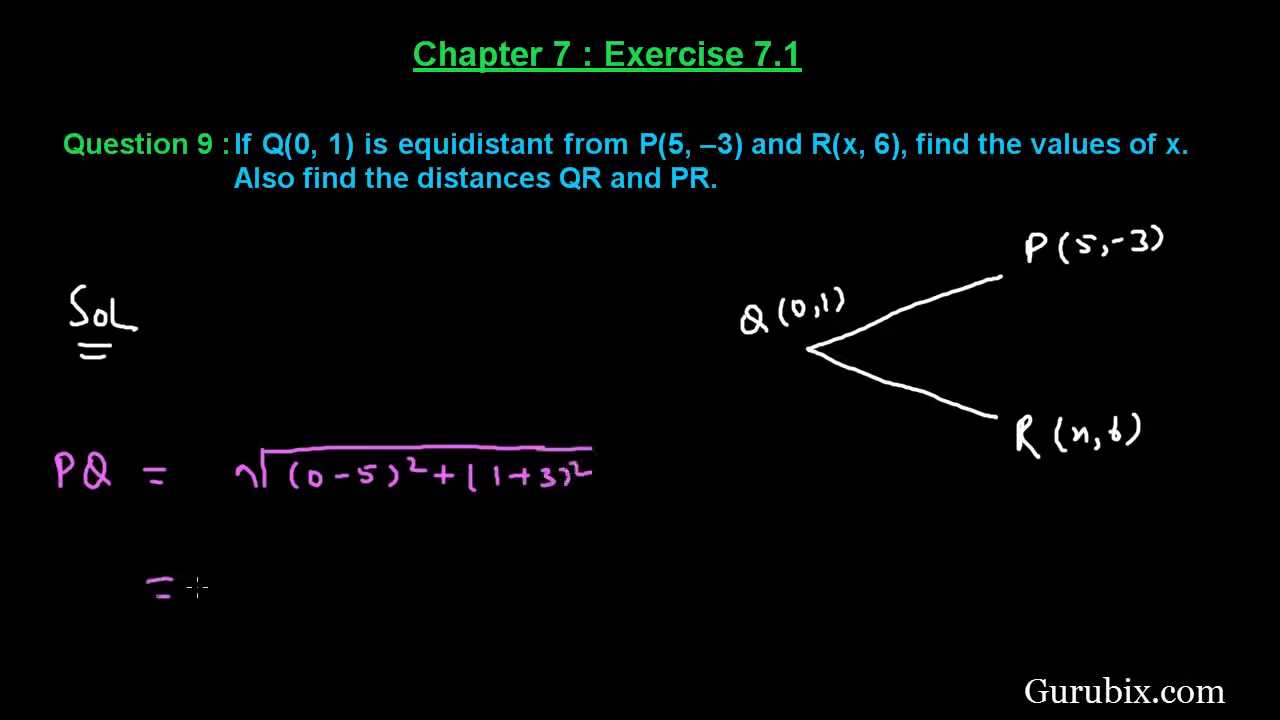 Chapter 7 : Exercise 7.1
Question 9 : If Q(0, 1) is equidistant from P(5, –3) and R(x, 6), find the values of x.
Also find the distances QR and PR.
P (5,-3)
Q (0,1)
Sol
R (x, 6)
PQ = √(0-5)²+(1+3)²
=
Gurubix.com